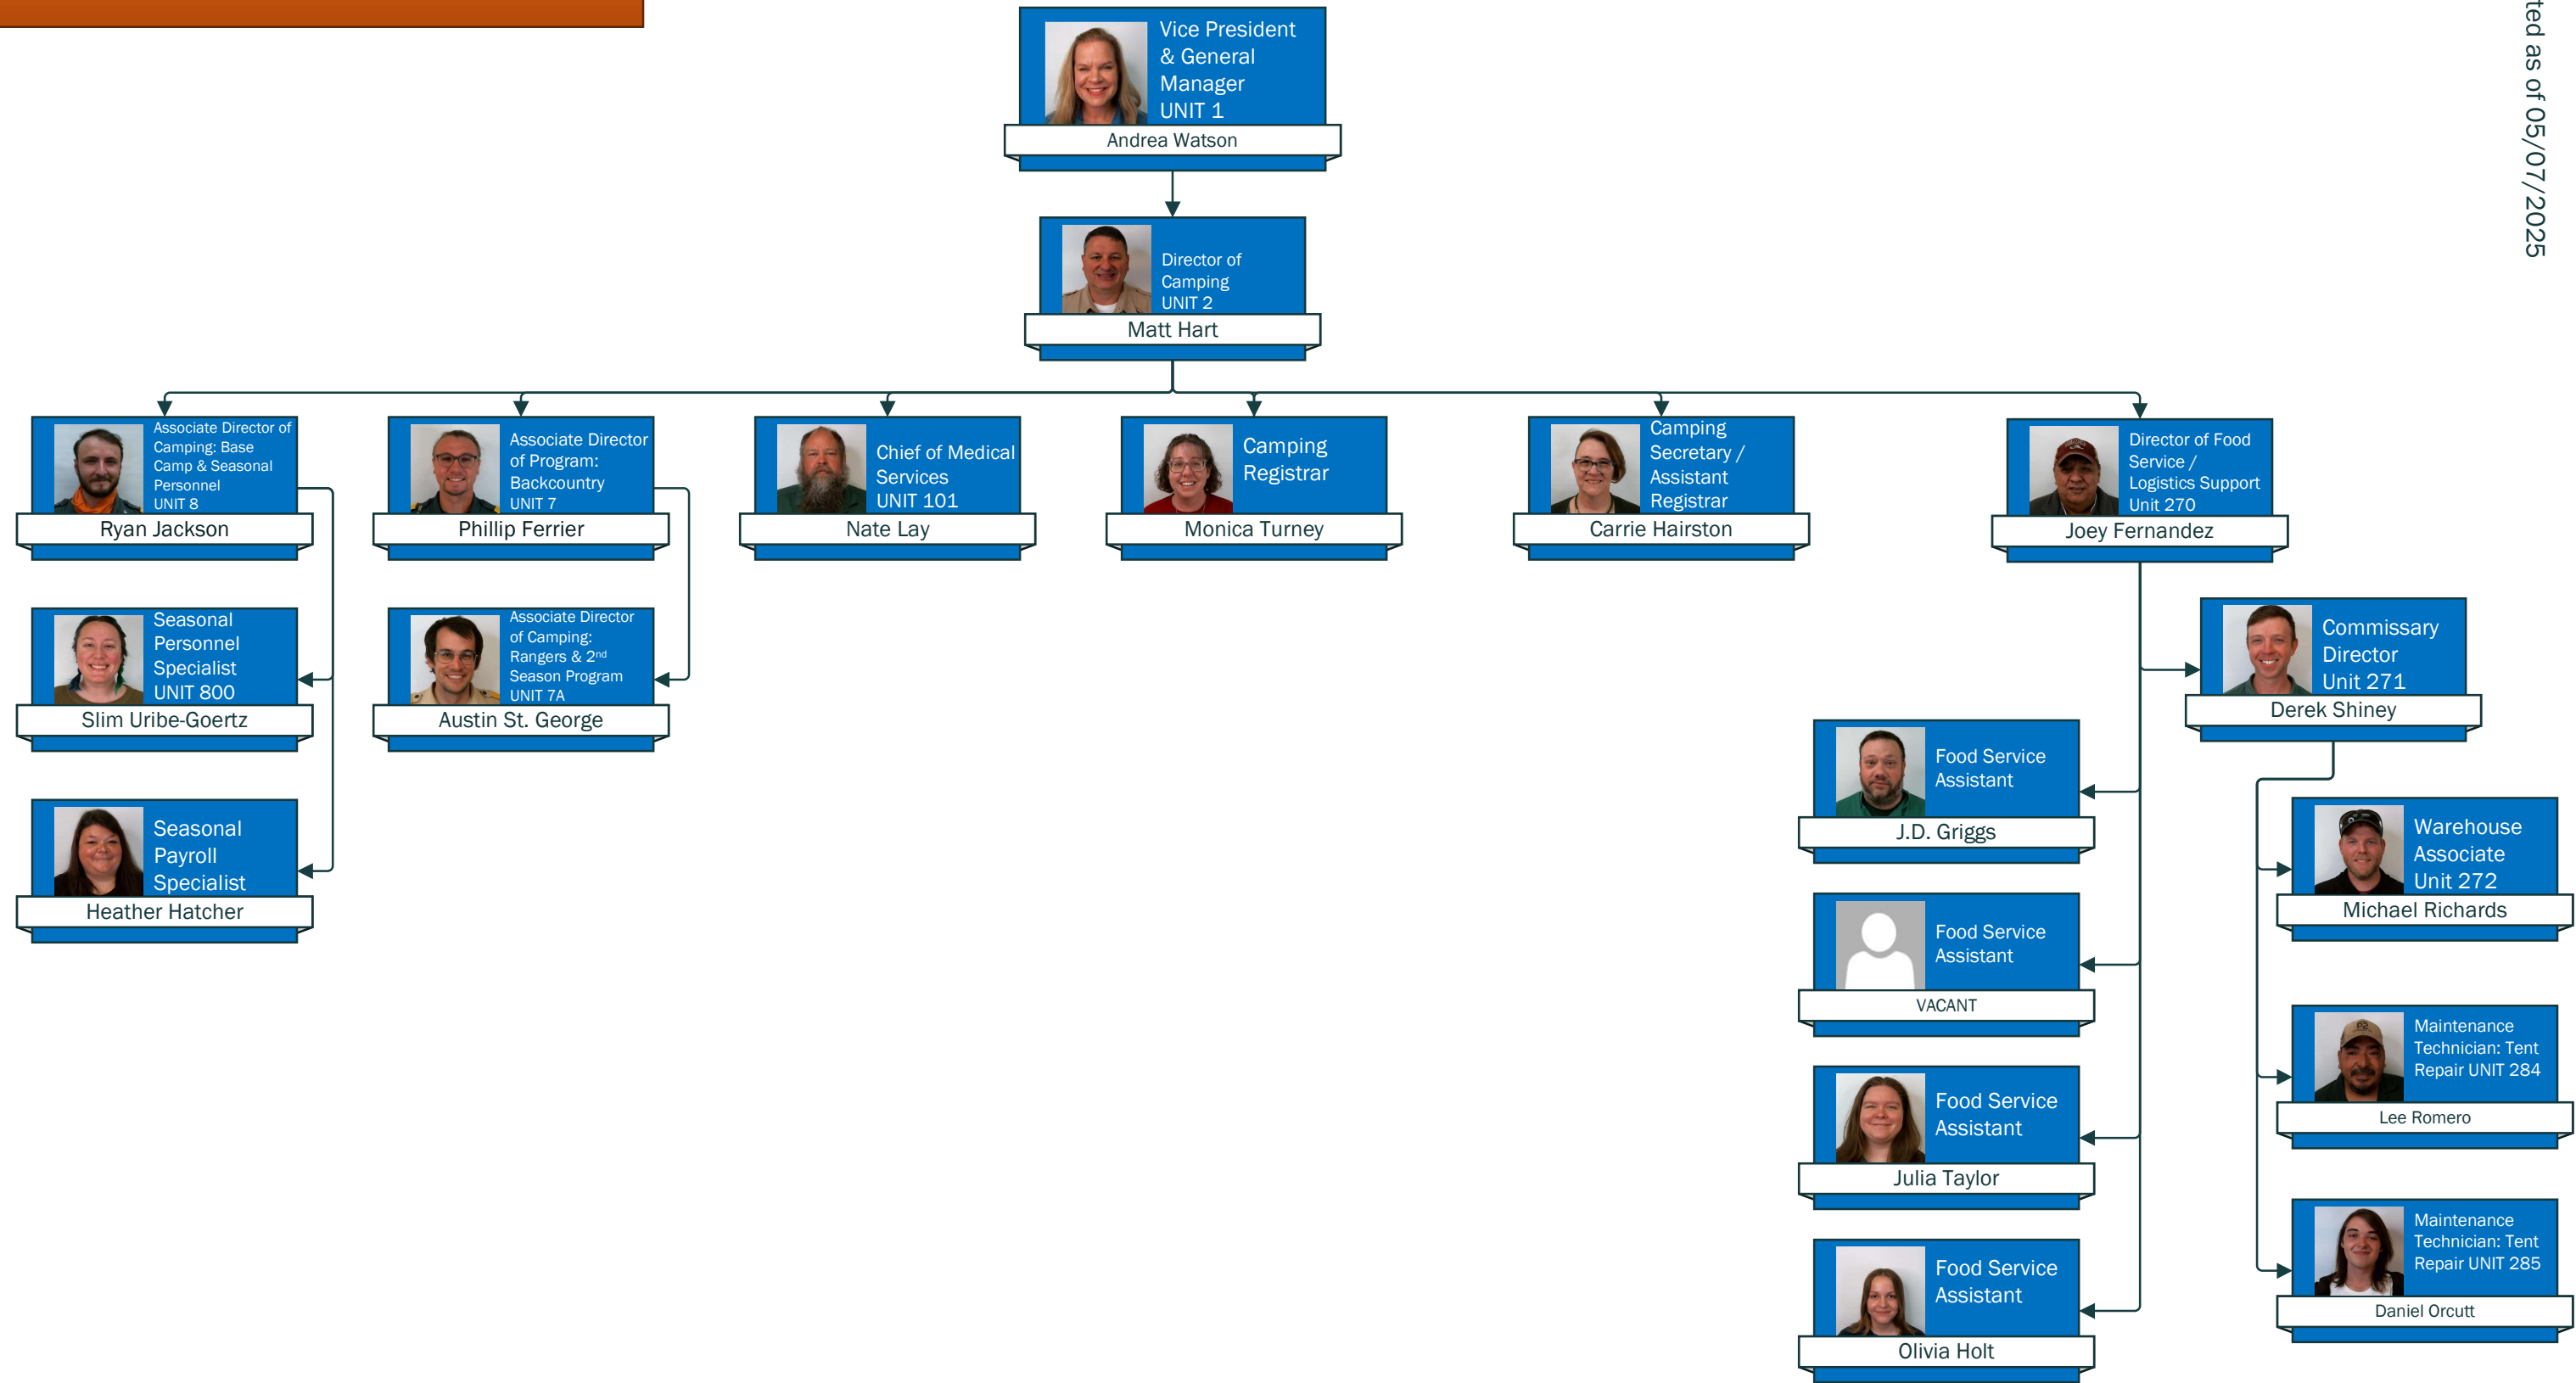 Vice President
& General
Manager
UNIT 1
Andrea Watson
Director of
Camping
UNIT 2
Matt Hart
Associate Director of
Camping: Base
Camp & Seasonal
Personnel
UNIT 8
Ryan Jackson
Associate Director
of Program:
Backcountry
UNIT 7
Phillip Ferrier
Chief of Medical
Services
UNIT 101
Nate Lay
Camping
Registrar
Monica Turney
Camping
Secretary /
Assistant
Registrar
Carrie Hairston
Director of Food
Service /
Logistics Support
Unit 270
Joey Fernandez
Seasonal
Personnel
Specialist
UNIT 800
Slim Uribe-Goertz
Associate Director
of Camping:
Rangers & 2nd
Season Program
UNIT 7A
Austin St. George
Commissary
Director
Unit 271
Derek Shiney
Seasonal
Payroll
Specialist
Heather Hatcher
Food Service
Assistant
J.D. Griggs
Food Service
Assistant
VACANT
Food Service
Assistant
Julia Taylor
Food Service
Assistant
Olivia Holt
Warehouse
Associate
Unit 272
Michael Richards
Maintenance
Technician: Tent
Repair UNIT 284
Lee Romero
Maintenance
Technician: Tent
Repair UNIT 285
Daniel Orcutt
as of 05/07/2025